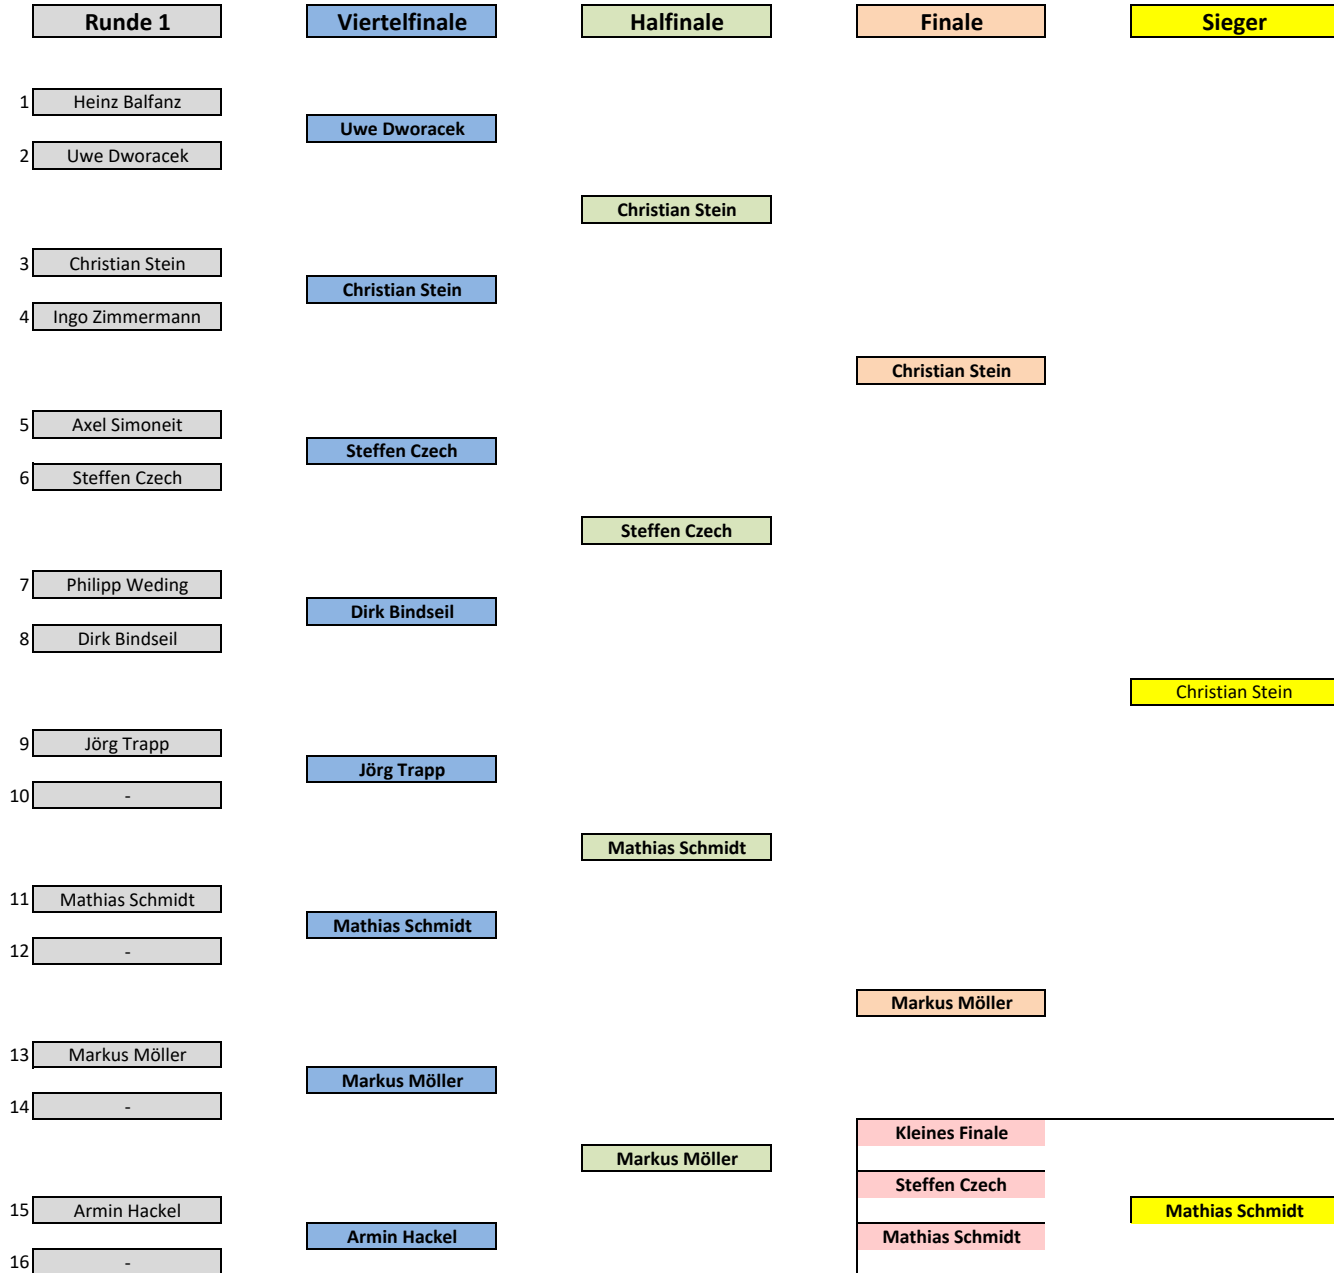 Runde 1 Viertelfinale Halfinale Finale Sieger
1 Heinz Balfanz
Uwe Dworacek
2 Uwe Dworacek
Christian Stein
3 Christian Stein
Christian Stein
4 Ingo Zimmermann
Christian Stein
5 Axel Simoneit
Steffen Czech
6 Steffen Czech
Steffen Czech
7 Philipp Weding
Dirk Bindseil
8 Dirk Bindseil
Christian Stein
9 Jörg Trapp
Jörg Trapp
10 -
Mathias Schmidt
11 Mathias Schmidt
Mathias Schmidt
12 -
Markus Möller
13 Markus Möller
Markus Möller
14 -
Kleines Finale
Markus Möller
Steffen Czech
15 Armin Hackel Mathias Schmidt
Armin Hackel Mathias Schmidt
16 -